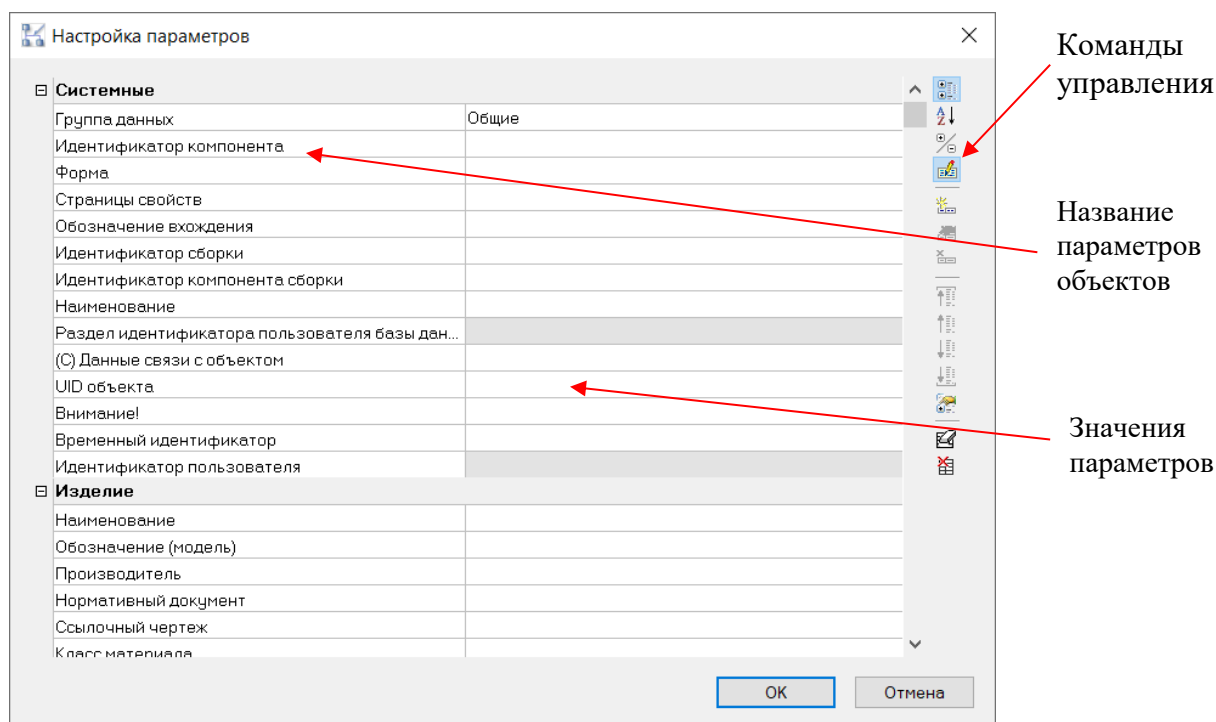 Настройка параметров
Системные
Группа данных Общие
Идентификатор компонента
Форма
Страницы свойств
Обозначение вхождения
Идентификатор сборки
Идентификатор компонента сборки
Наименование
Раздел идентификатора пользователя базы дан...
(C) Данные связи с объектом
UID объекта
Внимание!
Временный идентификатор
Идентификатор пользователя
Изделие
Наименование
Обозначение (модель)
Производитель
Нормативный документ
Ссылочный чертеж
Класс материала
OK Отмена
Команды
управления
Название
параметров
объектов
Значения
параметров